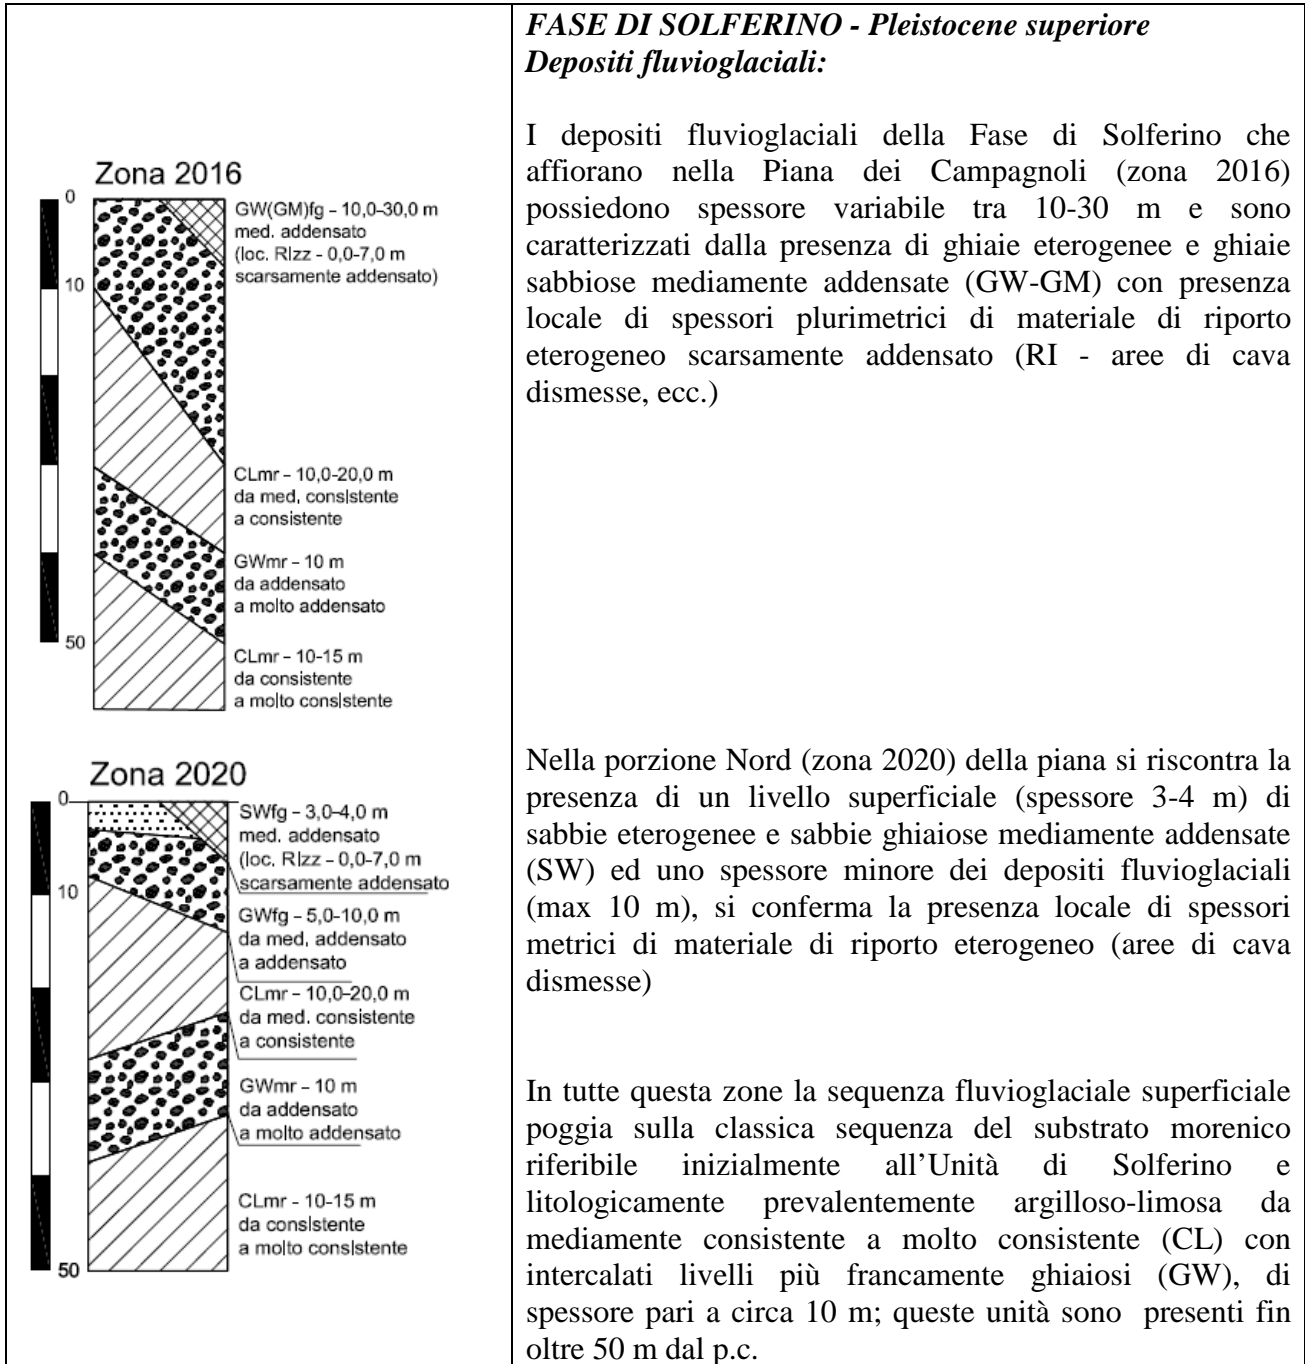 FASE DI SOLFERINO - Pleistocene superiore
Depositi fluvioglaciali:
I depositi fluvioglaciali della Fase di Solferino che
affiorano nella Piana dei Campagnoli (zona 2016)
possiedono spessore variabile tra 10-30 m e sono
caratterizzati dalla presenza di ghiaie eterogenee e ghiaie
sabbiose mediamente addensate (GW-GM) con presenza
locale di spessori plurimetrici di materiale di riporto
eterogeneo scarsamente addensato (RI - aree di cava
dismesse, ecc.)
Zona 2016
0
10
50
GW(GM)fg – 10,0-30,0 m
med. addensato
(loc. RIzz - 0,0-7,0 m
scarsamente addensato)
CLmr – 10,0-20,0 m
da med. consistente
a consistente
GWmr – 10 m
da addensato
a molto addensato
CLmr – 10-15 m
da consistente
a molto consistente
Nella porzione Nord (zona 2020) della piana si riscontra la
presenza di un livello superficiale (spessore 3-4 m) di
sabbie eterogenee e sabbie ghiaiose mediamente addensate
(SW) ed uno spessore minore dei depositi fluvioglaciali
(max 10 m), si conferma la presenza locale di spessori
metrici di materiale di riporto eterogeneo (aree di cava
dismesse)
Zona 2020
0
10
50
SWfg – 3,0–4,0 m
med. addensato
(loc. RIzz – 0,0–7,0 m
scarsamente addensato
GWfg – 5,0-10,0 m
da med. addensato
a addensato
CLmr – 10,0–20,0 m
da med. consistente
a consistente
GWmr – 10 m
da addensato
a molto addensato
CLmr - 10-15 m
da consistente
a molto consistente
In tutte questa zone la sequenza fluvioglaciale superficiale
poggia sulla classica sequenza del substrato morenico
riferibile inizialmente all’Unità di Solferino e
litologicamente prevalentemente argilloso-limosa da
mediamente consistente a molto consistente (CL) con
intercalati livelli più francamente ghiaiosi (GW), di
spessore pari a circa 10 m; queste unità sono presenti fin
oltre 50 m dal p.c.